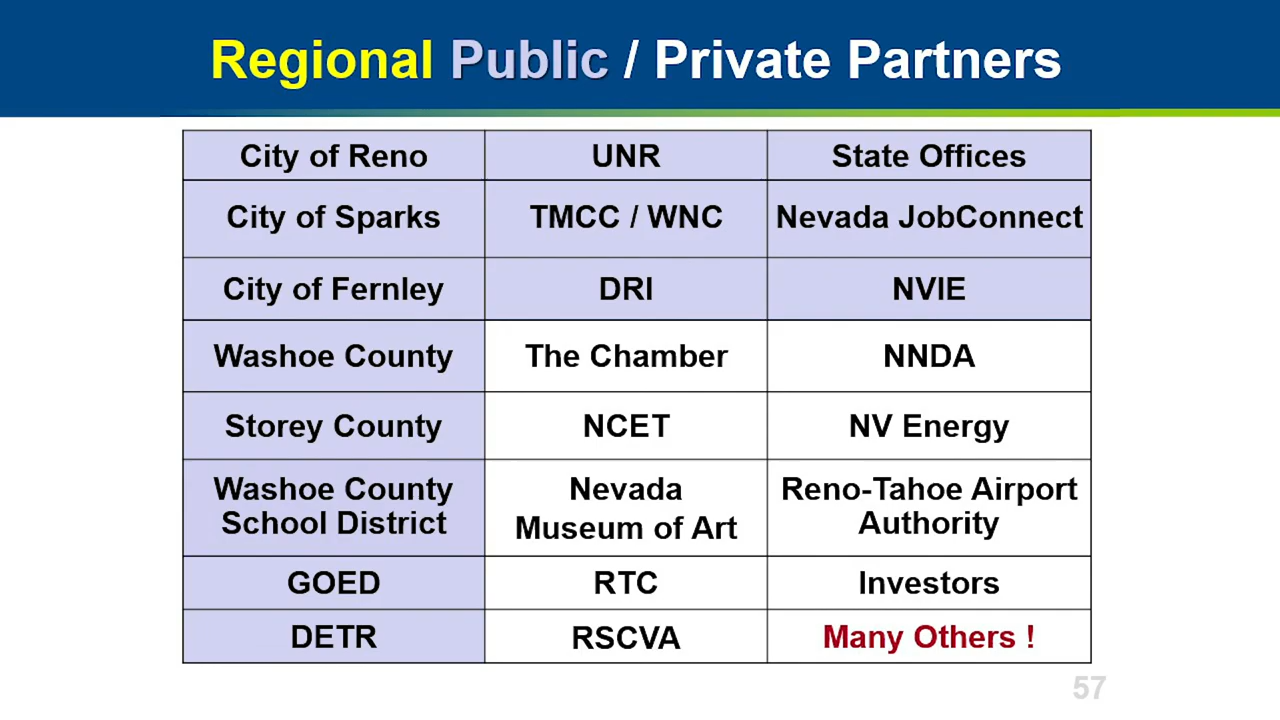 Regional Public / Private Partners
City of Reno
UNR
State Offices
City of Sparks
TMCC / WNC
Nevada JobConnect
City of Fernley
DRI
NVIE
Washoe County
The Chamber
NNDA
Storey County
NCET
NV Energy
Washoe County
School District
Nevada
Museum of Art
Reno-Tahoe Airport
Authority
GOED
RTC
Investors
DETR
RSCVA
Many Others !
57